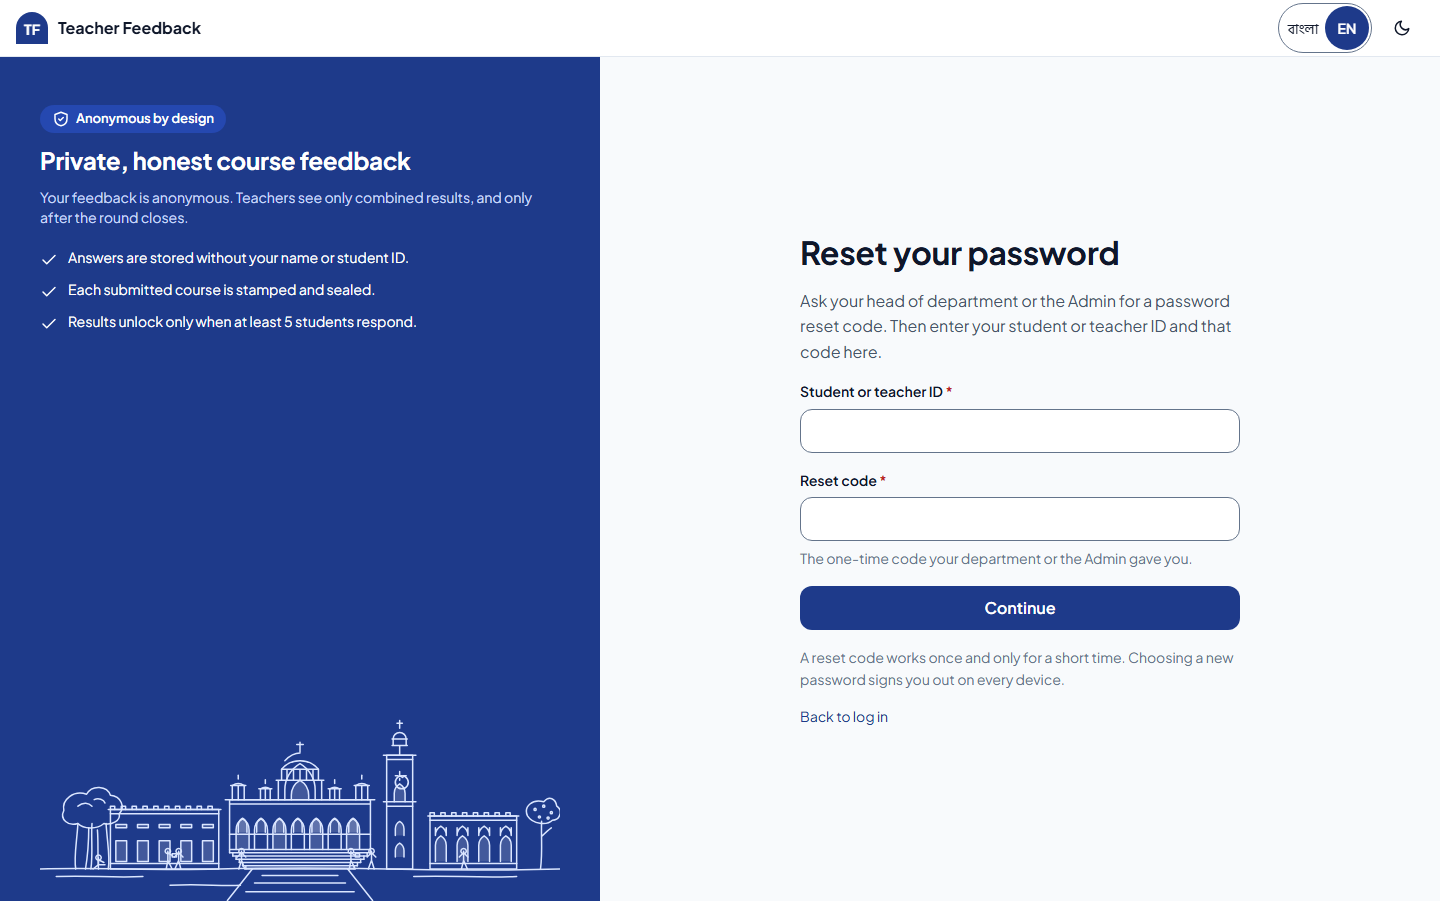 TF
Teacher Feedback
বাংলা
EN
Anonymous by design
Private, honest course feedback
Your feedback is anonymous. Teachers see only combined results, and only
after the round closes.
Answers are stored without your name or student ID.
Each submitted course is stamped and sealed.
Results unlock only when at least 5 students respond.
Reset your password
Ask your head of department or the Admin for a password
reset code. Then enter your student or teacher ID and that
code here.
Student or teacher ID *
Reset code *
The one-time code your department or the Admin gave you.
Continue
A reset code works once and only for a short time. Choosing a new
password signs you out on every device.
Back to log in